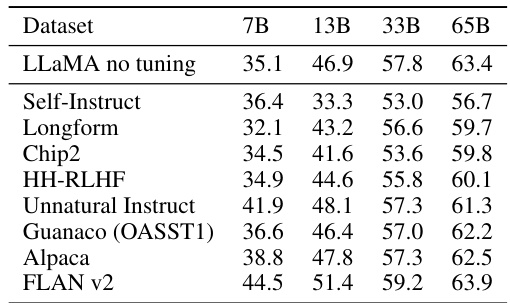 Dataset 7B 13B 33B 65B
LLaMA no tuning 35.1 46.9 57.8 63.4
Self-Instruct 36.4 33.3 53.0 56.7
Longform 32.1 43.2 56.6 59.7
Chip2 34.5 41.6 53.6 59.8
HH-RLHF 34.9 44.6 55.8 60.1
Unnatural Instruct 41.9 48.1 57.3 61.3
Guanaco (OASST1) 36.6 46.4 57.0 62.2
Alpaca 38.8 47.8 57.3 62.5
FLAN v2 44.5 51.4 59.2 63.9